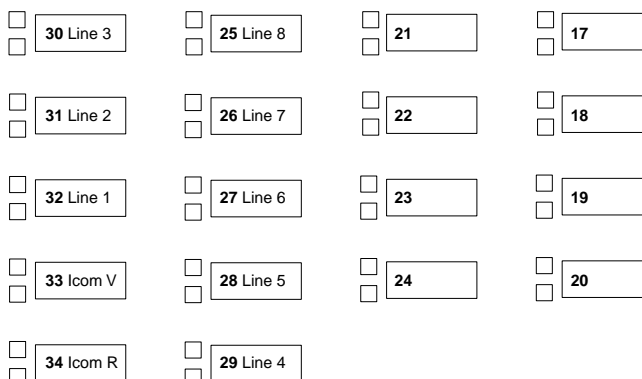 30 Line 3 25 Line 8 21 17
31 Line 2 26 Line 7 22 18
32 Line 1 27 Line 6 23 19
33 Icom V 28 Line 5 24 20
34 Icom R 29 Line 4